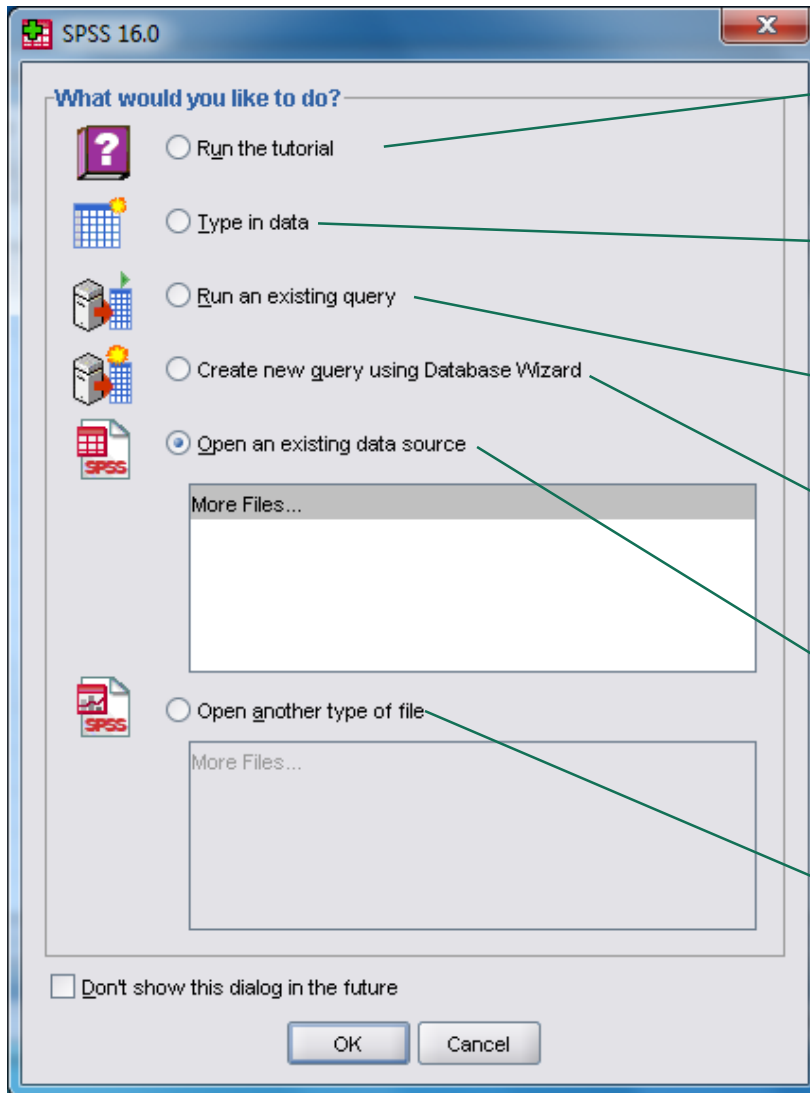 SPSS 16.0
What would you like to do?
Run the tutorial
Type in data
Run an existing query
Create new query using Database Wizard
SPSS
Open an existing data source
More Files...
SPSS
Open another type of file
More Files...
Don't show this dialog in the future
OK
Cancel